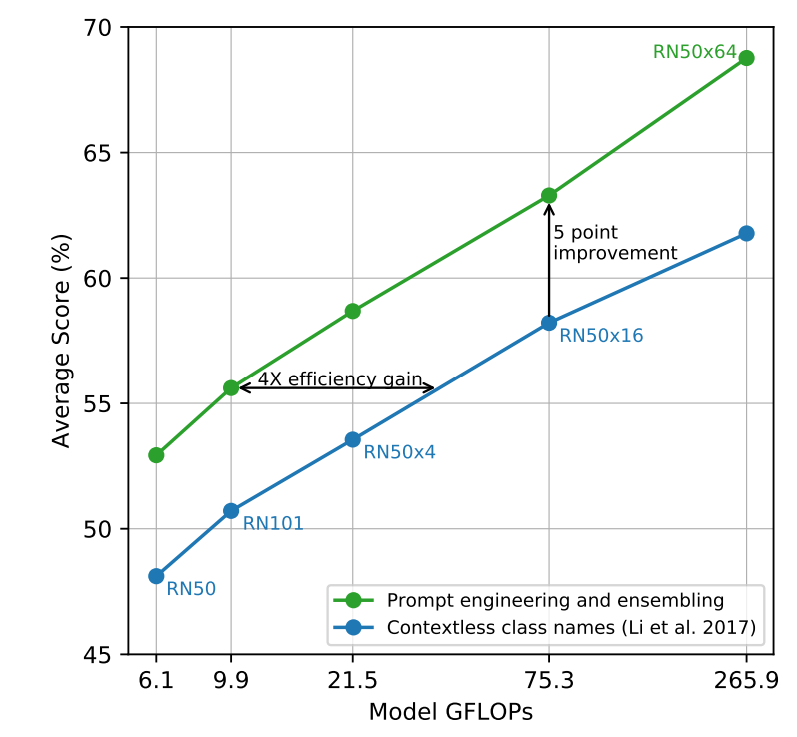 70
65
60
55
50
45
Average Score (%)
RN50x64
5 point
improvement
RN50x16
4X efficiency gain
RN50x4
RN101
RN50
Prompt engineering and ensembling
Contextless class names (Li et al. 2017)
6.1 9.9 21.5 75.3 265.9
Model GFLOPs